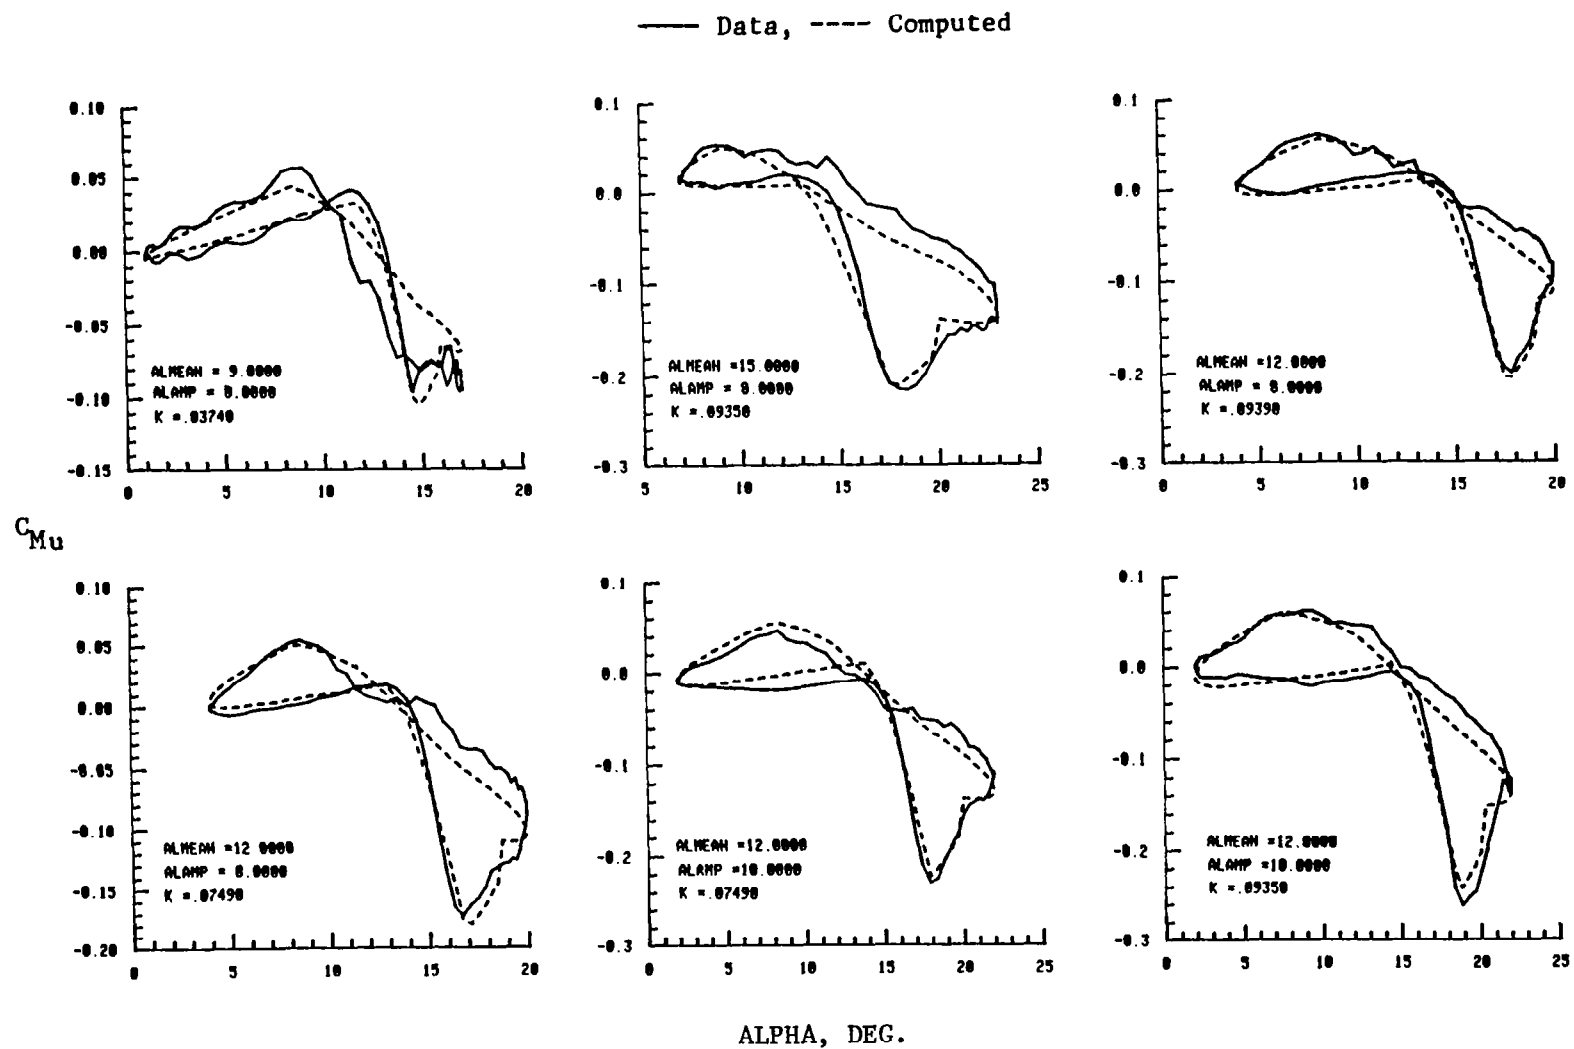 Data, Computed
0.10
0.05
0.00
-0.05
-0.10
-0.15
ALMEAN = 9.0000
ALAMP = 8.0000
K =.03740
0 5 10 15 20
0.1
0.0
-0.1
-0.2
-0.3
ALMEAN =15.0000
ALAMP = 8.0000
K =.09350
5 10 15 20 25
0.1
0.0
-0.1
-0.2
-0.3
ALMEAN =12.0000
ALAMP = 8.0000
K =.09390
0 5 10 15 20
CMu
0.10
0.05
0.00
-0.05
-0.10
-0.15
-0.20
ALMEAN =12 0000
ALAMP = 8.0000
K =.07490
0 5 10 15 20
0.1
0.0
-0.1
-0.2
-0.3
ALMEAN =12.0000
ALAMP =10.0000
K =.07490
0 5 10 15 20 25
0.1
0.0
-0.1
-0.2
-0.3
ALMEAN =12.0000
ALAMP =10.0000
K =.09350
0 5 10 15 20 25
ALPHA, DEG.